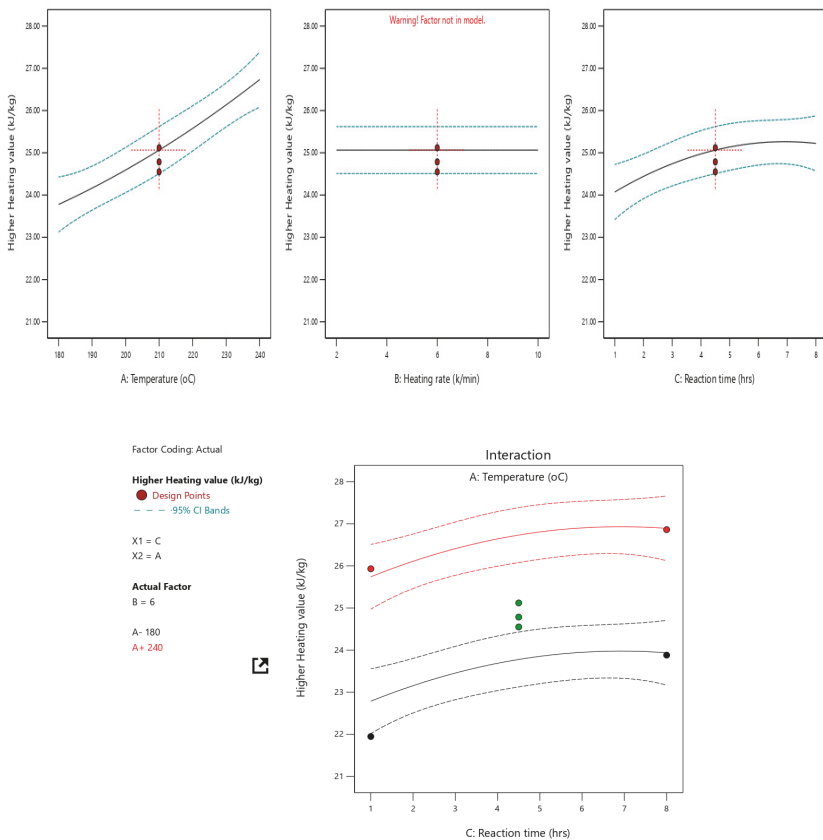 Warning! Factor not in model.
Higher Heating value (kJ/kg)
28.00
27.00
26.00
25.00
24.00
23.00
22.00
21.00
180 190 200 210 220 230 240
A: Temperature (oC)
Higher Heating value (kJ/kg)
28.00
27.00
26.00
25.00
24.00
23.00
22.00
21.00
2 4 6 8 10
B: Heating rate (k/min)
Higher Heating value (kJ/kg)
28.00
27.00
26.00
25.00
24.00
23.00
22.00
21.00
1 2 3 4 5 6 7 8
C: Reaction time (hrs)
Factor Coding: Actual
Higher Heating value (kJ/kg)
Design Points
95% CI Bands
X1 = C
X2 = A
Actual Factor
B = 6
A- 180
A+ 240
Interaction
A: Temperature (oC)
Higher Heating value (kJ/kg)
28
27
26
25
24
23
22
21
1 2 3 4 5 6 7 8
C: Reaction time (hrs)